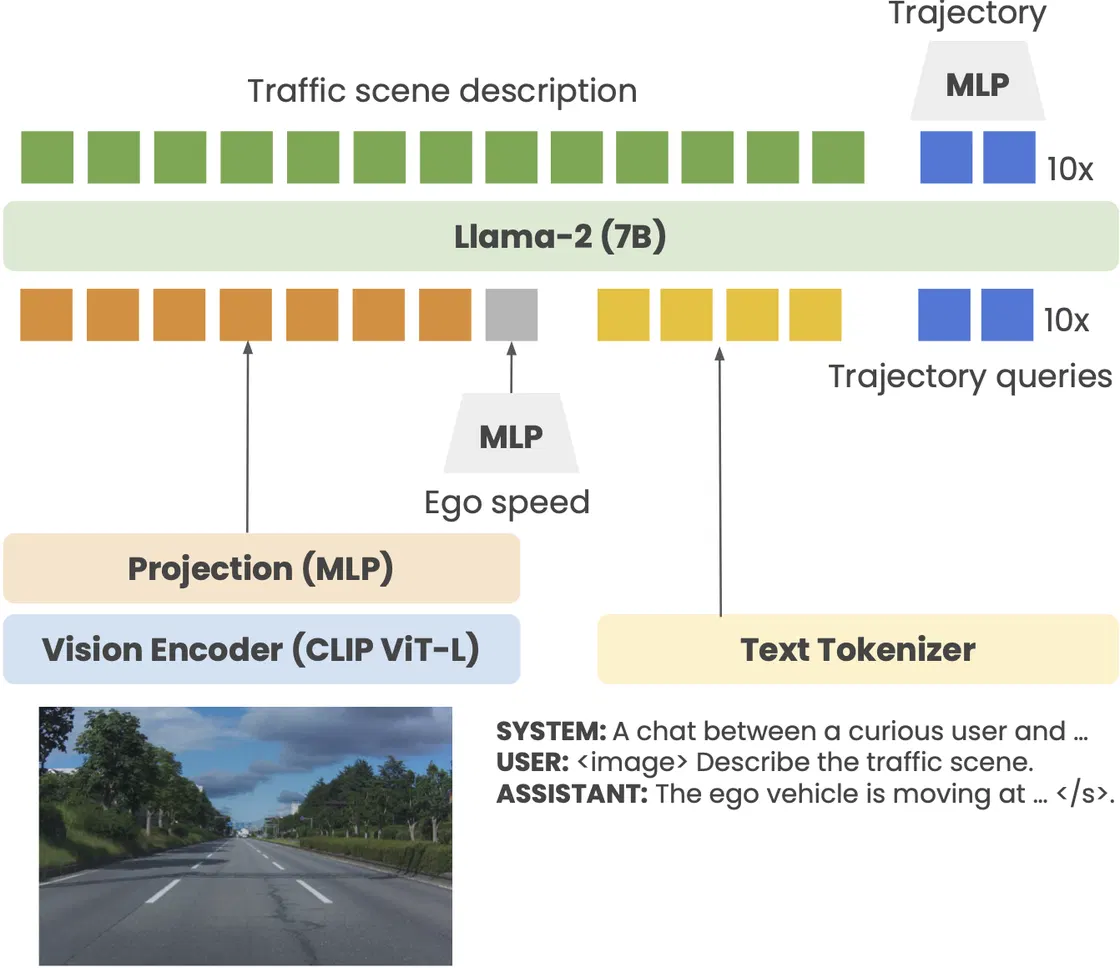 Trajectory
MLP
Traffic scene description
10x
Llama-2 (7B)
10x
Trajectory queries
MLP
Ego speed
Projection (MLP)
Vision Encoder (CLIP ViT-L)
Text Tokenizer
SYSTEM: A chat between a curious user and ...
USER: <image> Describe the traffic scene.
ASSISTANT: The ego vehicle is moving at ... </s>.